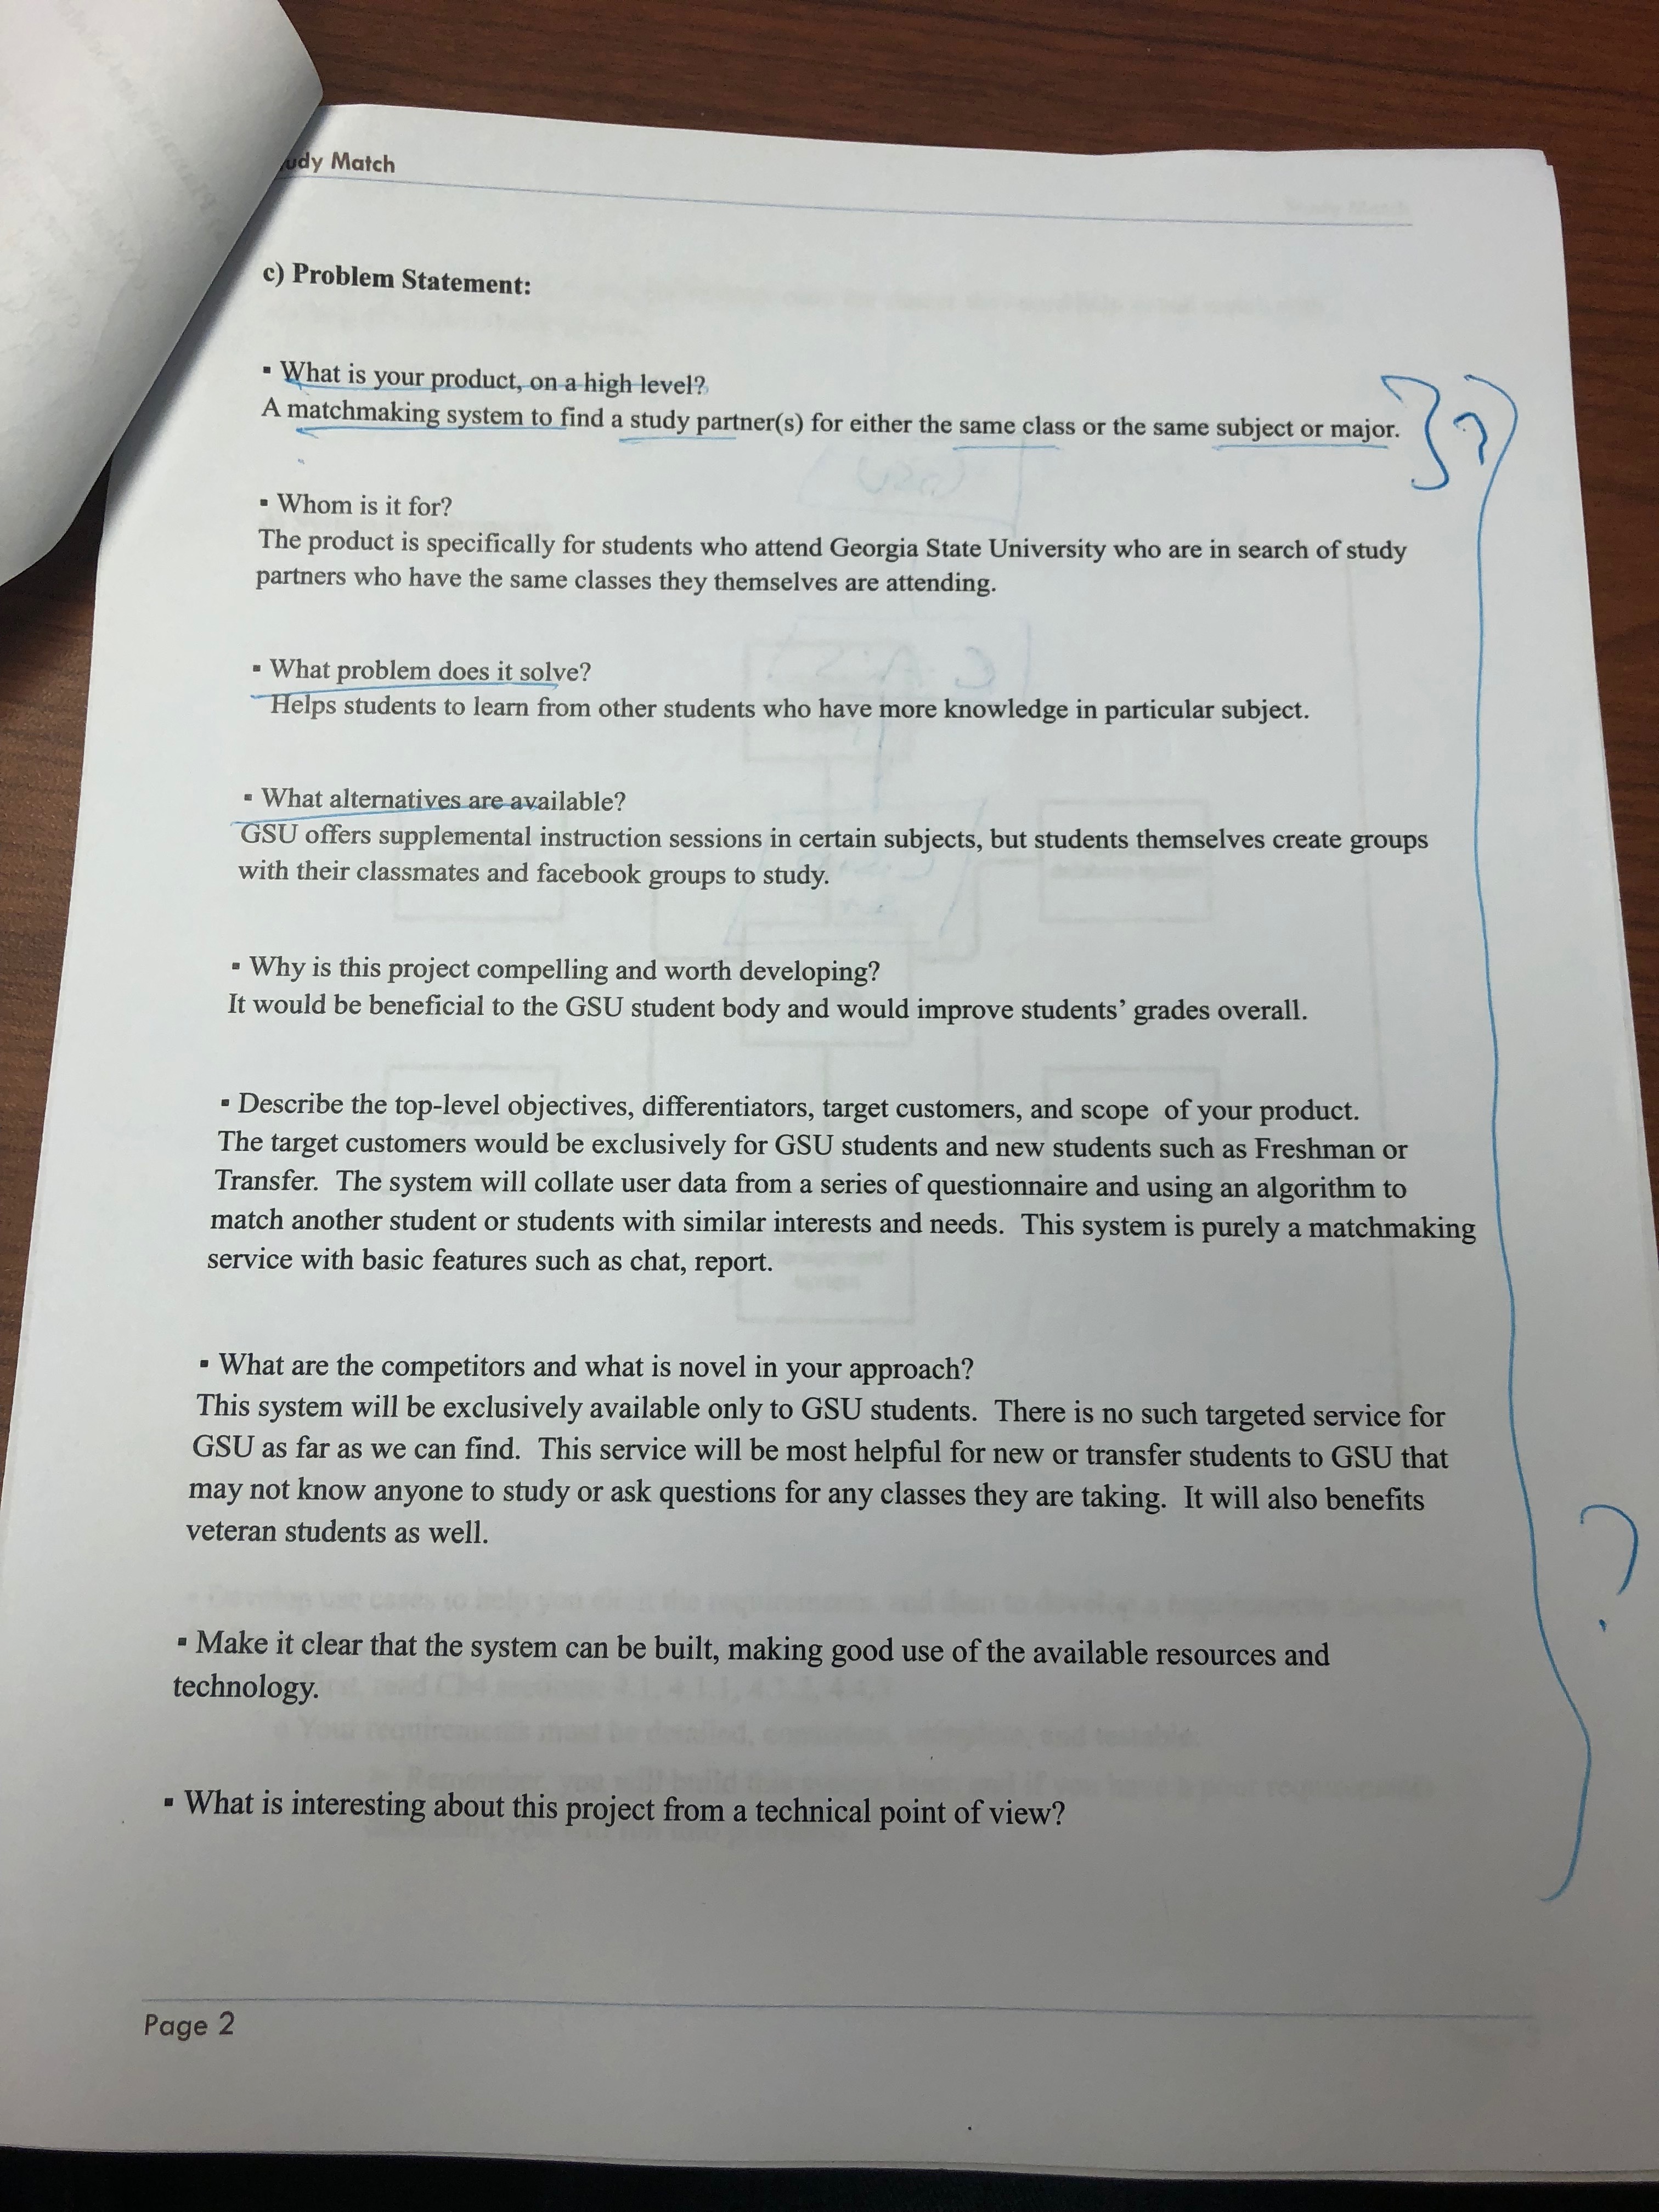 udy Match
c) Problem Statement:
▪ What is your product, on a high level?
A matchmaking system to find a study partner(s) for either the same class or the same subject or major.
?
▪ Whom is it for?
The product is specifically for students who attend Georgia State University who are in search of study
partners who have the same classes they themselves are attending.
▪ What problem does it solve?
Helps students to learn from other students who have more knowledge in particular subject.
▪ What alternatives are available?
GSU offers supplemental instruction sessions in certain subjects, but students themselves create groups
with their classmates and facebook groups to study.
▪ Why is this project compelling and worth developing?
It would be beneficial to the GSU student body and would improve students’ grades overall.
▪ Describe the top-level objectives, differentiators, target customers, and scope of your product.
The target customers would be exclusively for GSU students and new students such as Freshman or
Transfer. The system will collate user data from a series of questionnaire and using an algorithm to
match another student or students with similar interests and needs. This system is purely a matchmaking
service with basic features such as chat, report.
▪ What are the competitors and what is novel in your approach?
This system will be exclusively available only to GSU students. There is no such targeted service for
GSU as far as we can find. This service will be most helpful for new or transfer students to GSU that
may not know anyone to study or ask questions for any classes they are taking. It will also benefits
veteran students as well.
?
▪ Make it clear that the system can be built, making good use of the available resources and
technology.
▪ What is interesting about this project from a technical point of view?
Page 2